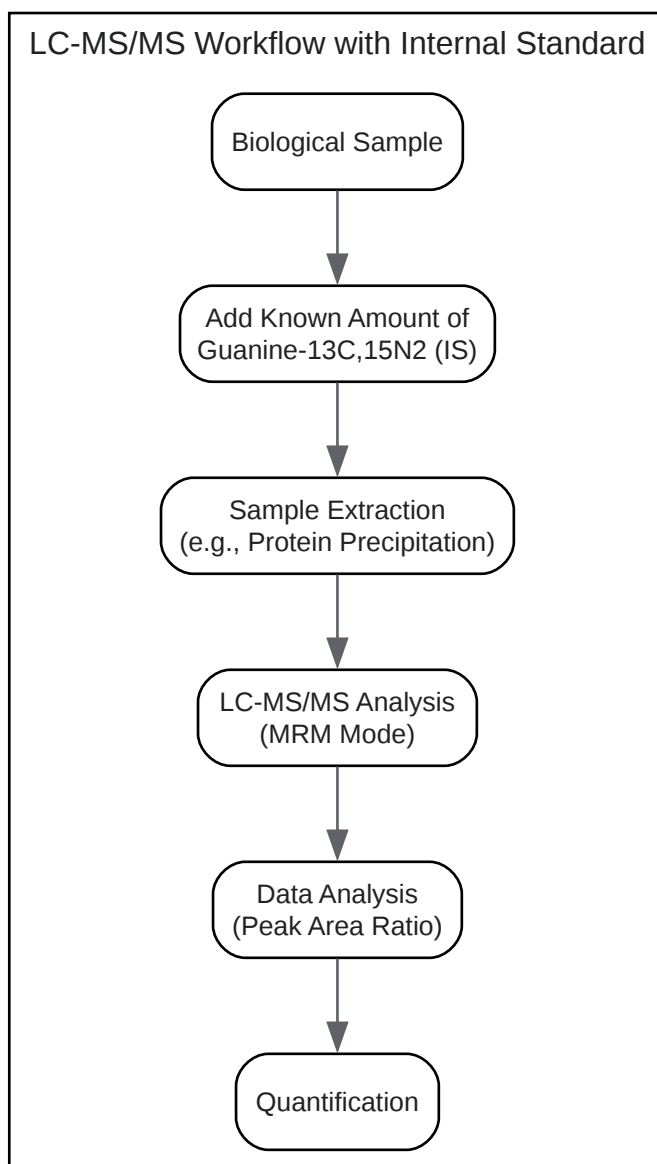 LC-MS/MS Workflow with Internal Standard
Biological Sample
Add Known Amount of
Guanine-13C,15N2 (IS)
Sample Extraction
(e.g., Protein Precipitation)
LC-MS/MS Analysis
(MRM Mode)
Data Analysis
(Peak Area Ratio)
Quantification